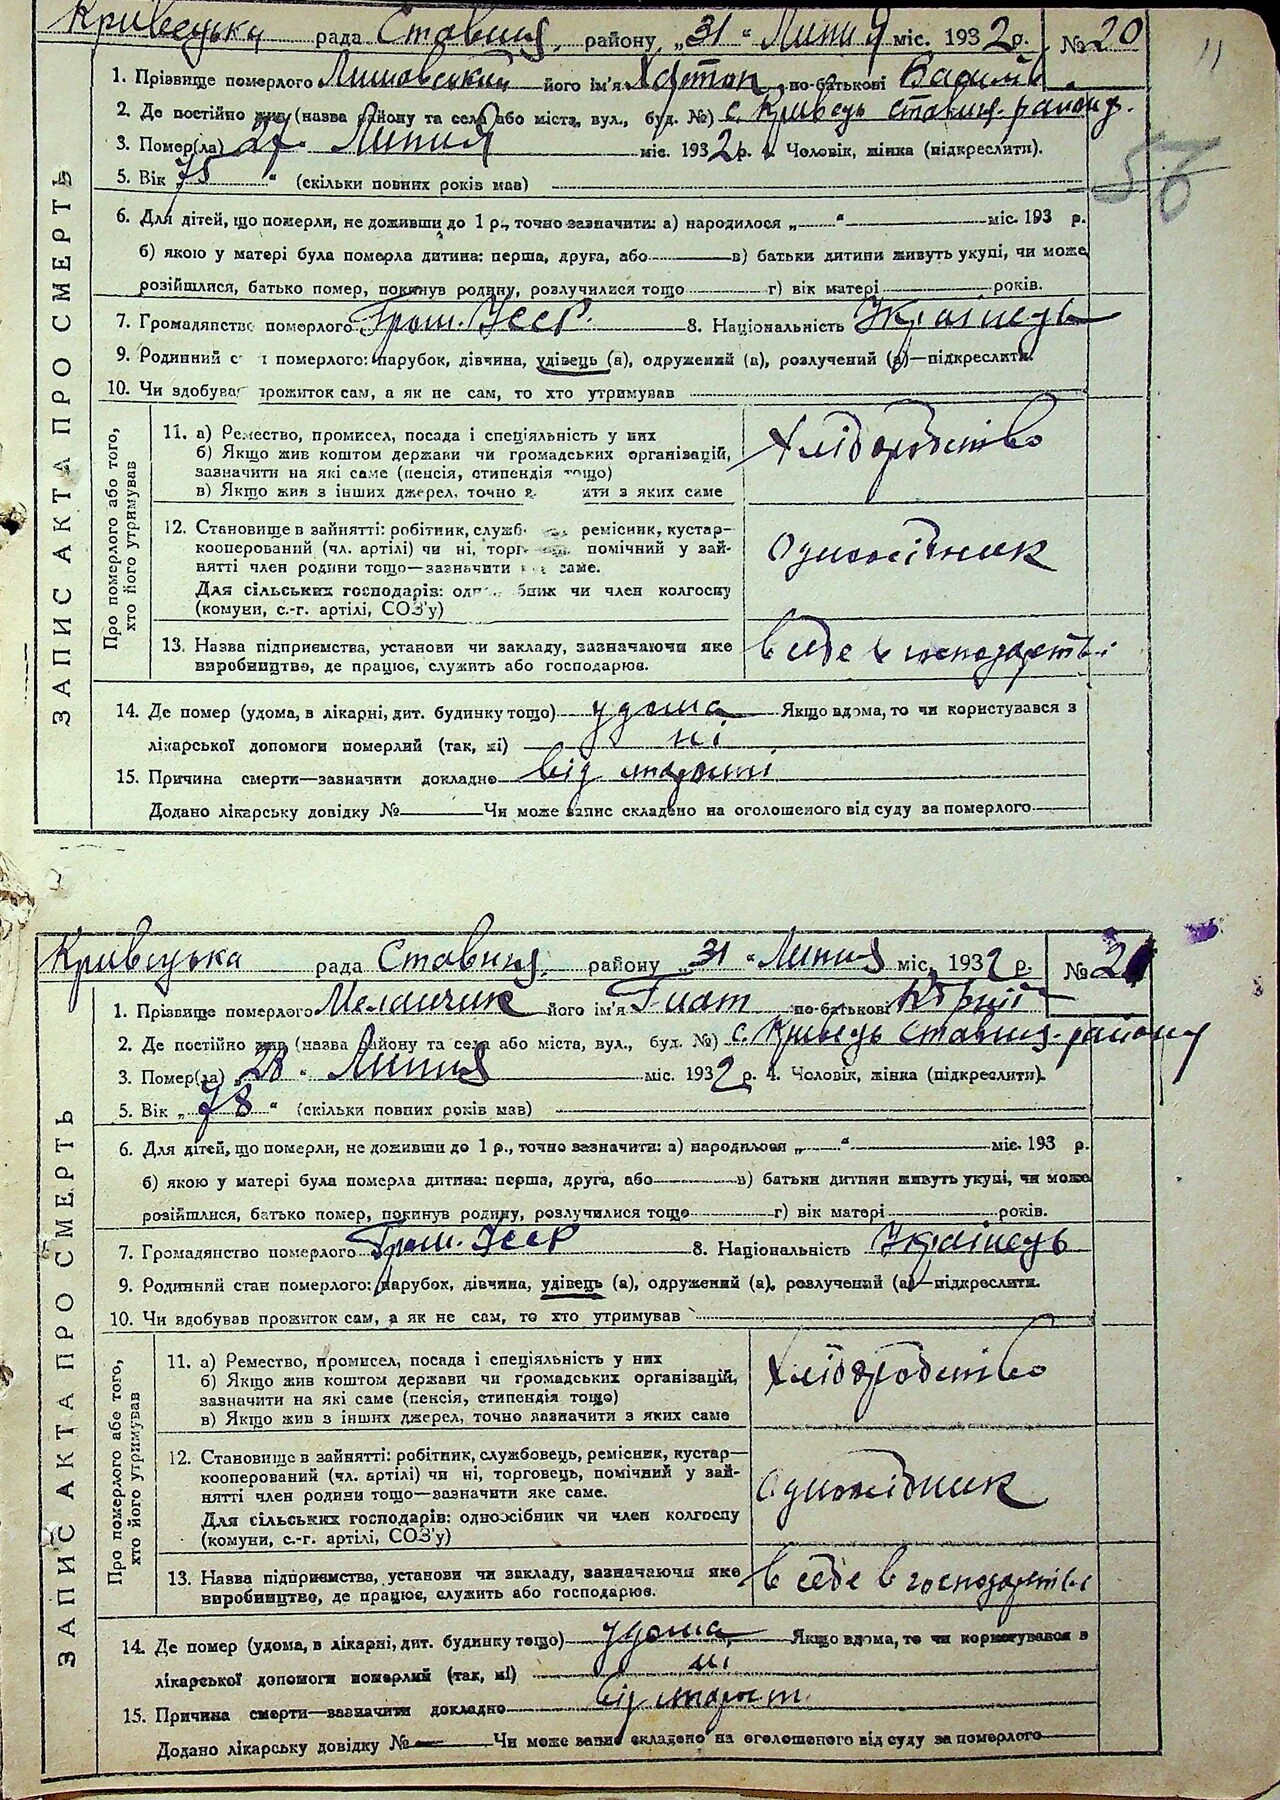 Кривецька рада Ставищ. району „31“ Липня міс. 1932 р. № 20
11
1. Прізвище померлого його ім'я по-батькові
2. Де постійно жив (назва району та села або міста, вул., буд. №) с. Кривець Ставищ. району.
3. Помер(ла) 27 Липня міс. 1932 р. 4. Чоловік, жінка (підкреслити).
56
5. Вік 75 “ (скільки повних років мав)
6. Для дітей, що померли, не доживши до 1 р., точно зазначити: а) народилося „ “ міс. 193 р.
б) якою у матері була померла дитина: перша, друга, або в) батьки дитини живуть укупі, чи може
розійшлися, батько помер, покинув родину, розлучилися тощо г) вік матері років.
7. Громадянство померлого Гром. УССР. 8. Національність Українець
9. Родинний с н померлого: парубок, дівчина, удівець (а), одружений (а), розлучений (а)—підкреслити.
10. Чи здобував прожиток сам, а як не сам, то хто утримував
ЗАПИС АКТА ПРО СМЕРТЬ
Про померлого або того,
хто його утримував
11. а) Ремество, промисел, посада і спеціяльність у них
б) Якщо жив коштом держави чи громадських організацій,
зазначити на які саме (пенсія, стипендія тощо)
в) Якщо жив з інших джерел, точно з ити з яких саме
Хліборобство
12. Становище в зайнятті: робітник, служб ремісник, кустар—
кооперований (чл. артілі) чи ні, торг помічний у зай-
нятті член родини тощо—зазначити саме.
Для сільських господарів: од бник чи член колгоспу
(комуни, с.-г. артілі, СОЗ'у)
Одноосібник
13. Назва підприємства, установи чи закладу, зазначаючи яке
виробництво, де працює, служить або господарює.
в себе в господарстві
14. Де помер (удома, в лікарні, дит. будинку тощо) удома Якщо вдома, то чи користувався з
лікарської допомоги померлий (так, ні) ні
15. Причина смерти—зазначити докладно від старости
Додано лікарську довідку № Чи може запис складено на оголошеного від суду за померлого
Кривецька рада Ставищ. району „31“ Липня міс. 1932 р. № 21
1. Прізвище померлого його ім'я по-батькові
2. Де постійно жив (назва району та села або міста, вул., буд. №) с. Кривець Ставищ. району
3. Помер(ла) 28 “ Липня міс. 1932 р. 4. Чоловік, жінка (підкреслити).
5. Вік „ 78 “ (скільки повних років мав)
6. Для дітей, що померли, не доживши до 1 р., точно зазначити: а) народилося „ “ міс. 193 р.
б) якою у матері була померла дитина: перша, друга, або в) батьки дитини живуть укупі, чи може
розійшлися, батько помер, покинув родину, розлучилися тощо г) вік матері років.
7. Громадянство померлого Гром. УССР 8. Національність Українець
9. Родинний стан померлого: парубок, дівчина, удівець (а), одружений (а), розлучений (а)—підкреслити.
10. Чи здобував прожиток сам, а як не сам, то хто утримував
ЗАПИС АКТА ПРО СМЕРТЬ
Про померлого або того,
хто його утримував
11. а) Ремество, промисел, посада і спеціяльність у них
б) Якщо жив коштом держави чи громадських організацій,
зазначити на які саме (пенсія, стипендія тощо)
в) Якщо жив з інших джерел, точно зазначити з яких саме
Хліборобство
12. Становище в зайнятті: робітник, службовець, ремісник, кустар—
кооперований (чл. артілі) чи ні, торговець, помічний у зай-
нятті член родини тощо—зазначити яке саме.
Для сільських господарів: одноосібник чи член колгоспу
(комуни, с.-г. артілі, СОЗ'у)
Одноосібник
13. Назва підприємства, установи чи закладу, зазначаючи яке
виробництво, де працює, служить або господарює.
в себе в господарстві
14. Де помер (удома, в лікарні, дит. будинку тощо) удома Якщо вдома, то чи користувався з
лікарської допомоги померлий (так, ні) ні
15. Причина смерти—зазначити докладно від старост.
Додано лікарську довідку № Чи може запис складено на оголошеного від суду за померлого